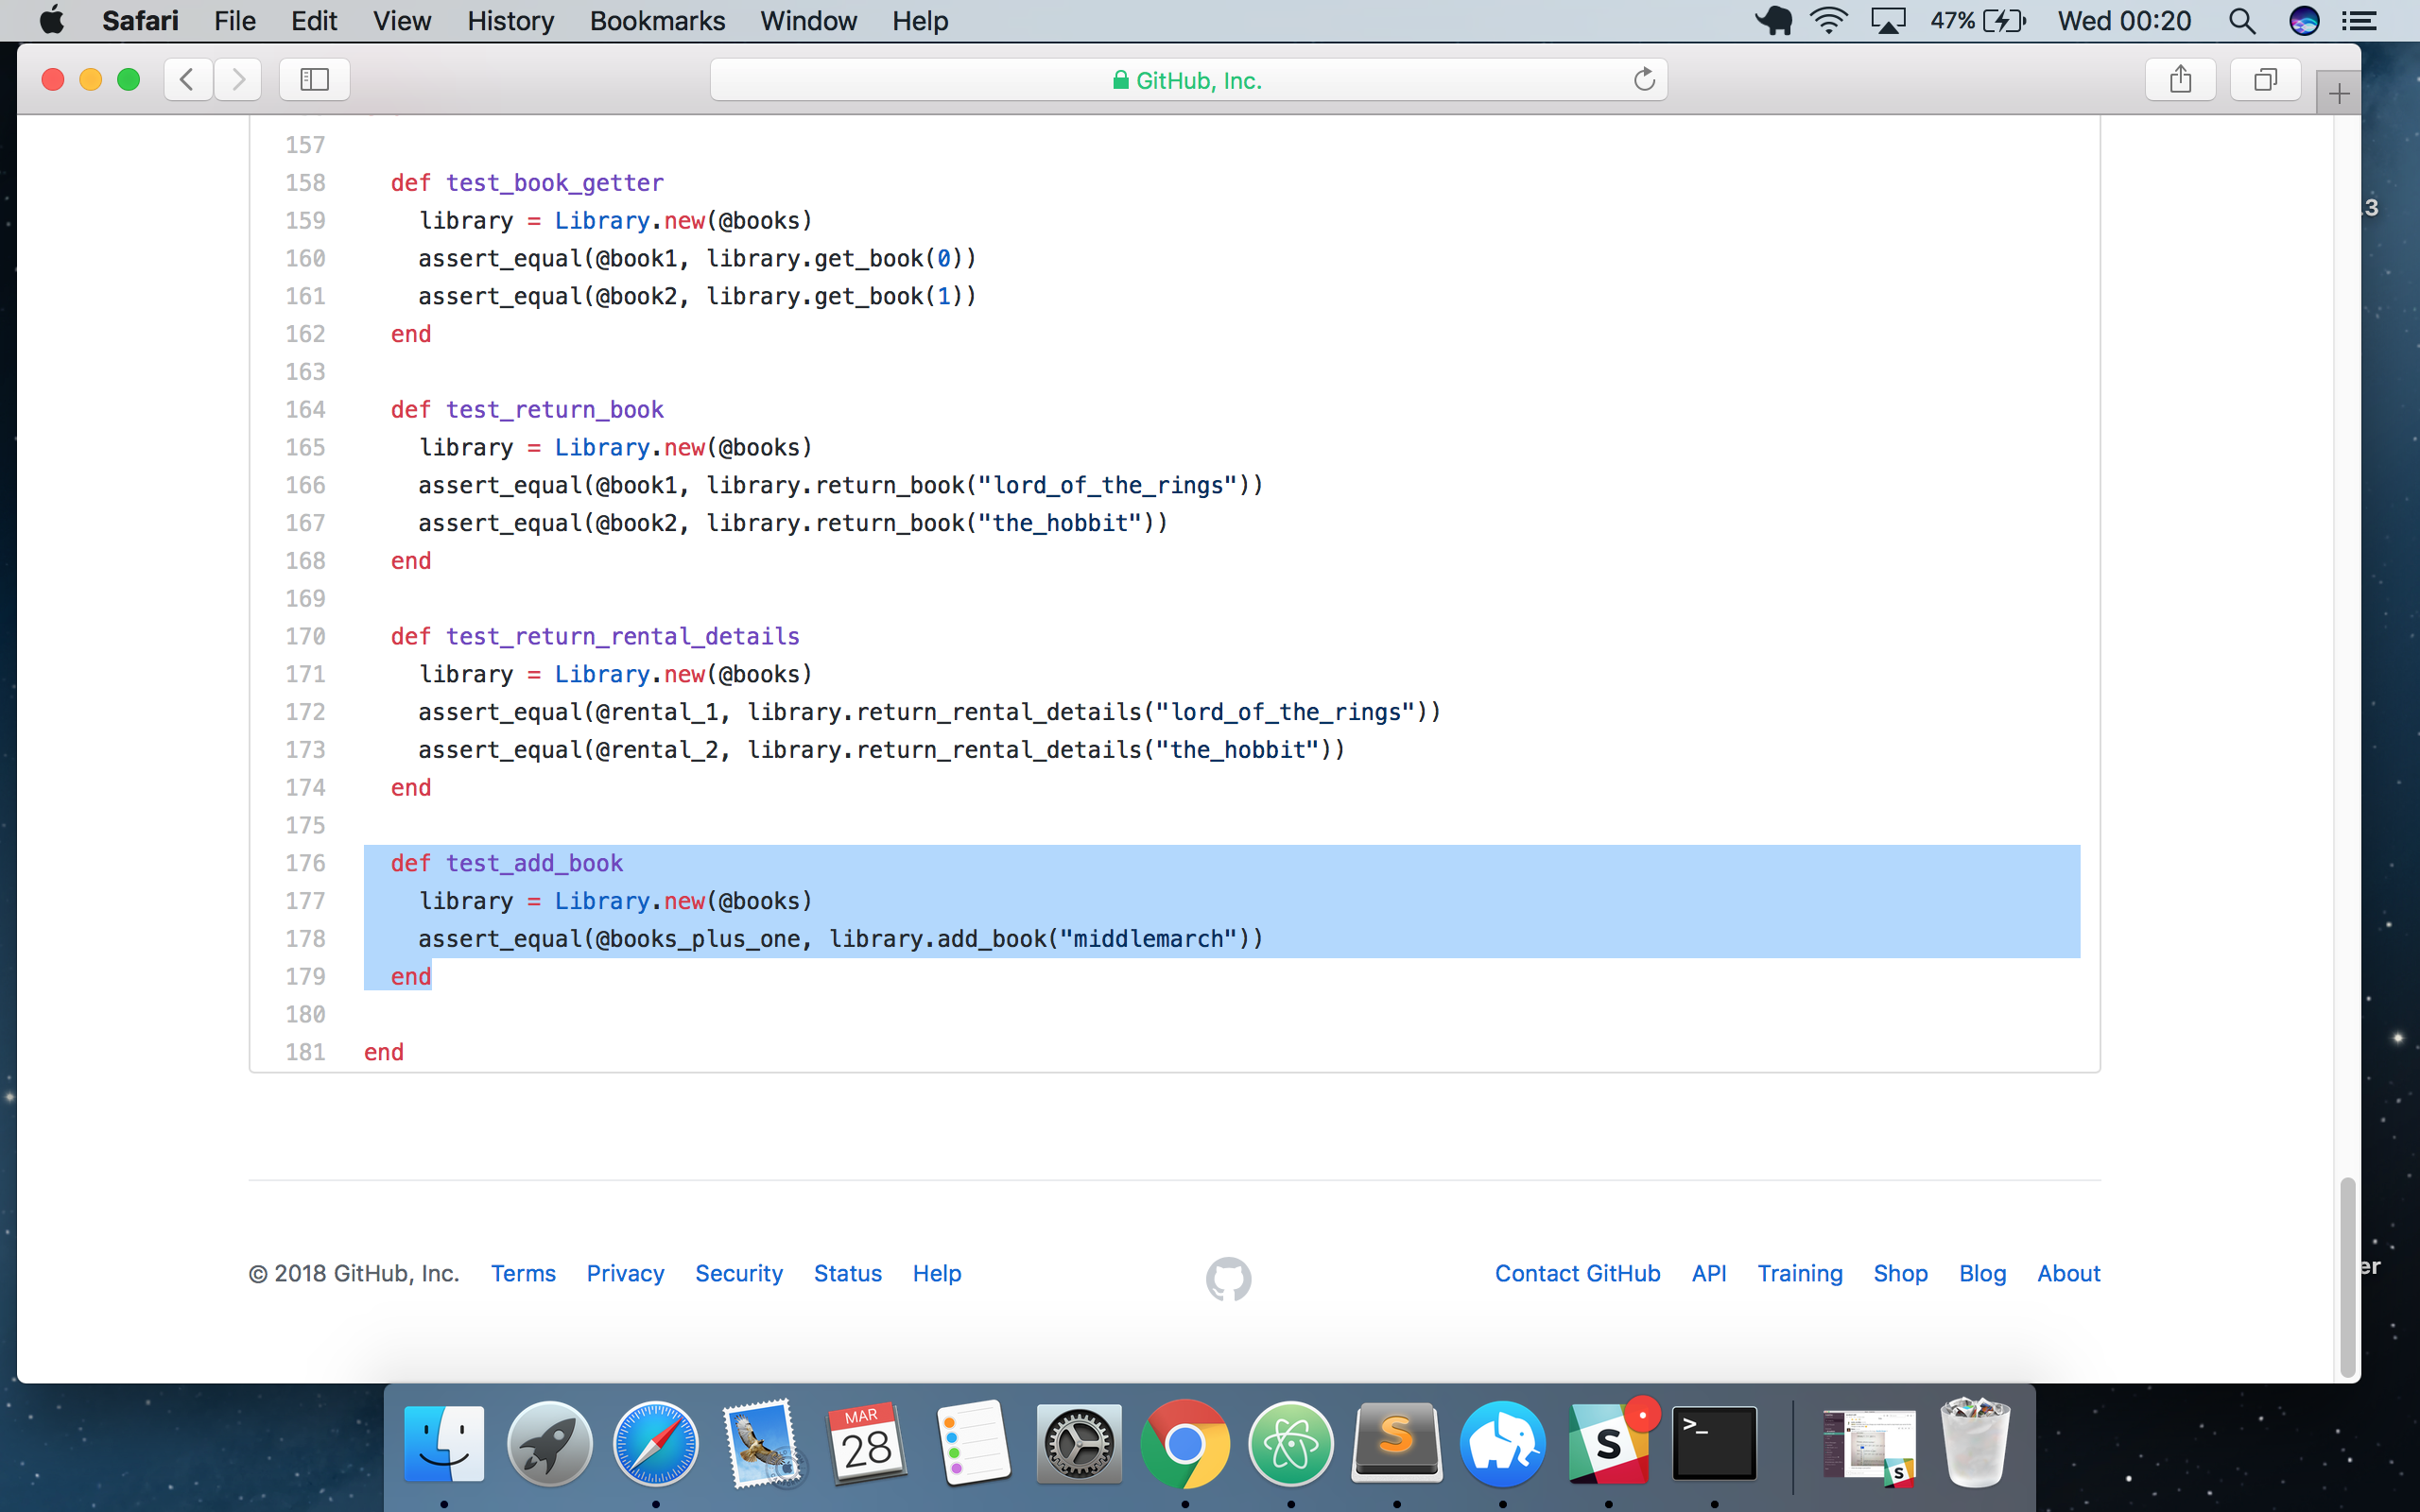 Safari File Edit View History Bookmarks Window Help 47% Wed 00:20
GitHub, Inc.
.3
157
158 def test_book_getter
159 library = Library.new(@books)
160 assert_equal(@book1, library.get_book(0))
161 assert_equal(@book2, library.get_book(1))
162 end
163
164 def test_return_book
165 library = Library.new(@books)
166 assert_equal(@book1, library.return_book("lord_of_the_rings"))
167 assert_equal(@book2, library.return_book("the_hobbit"))
168 end
169
170 def test_return_rental_details
171 library = Library.new(@books)
172 assert_equal(@rental_1, library.return_rental_details("lord_of_the_rings"))
173 assert_equal(@rental_2, library.return_rental_details("the_hobbit"))
174 end
175
176 def test_add_book
177 library = Library.new(@books)
178 assert_equal(@books_plus_one, library.add_book("middlemarch"))
179 end
180
181 end
er
© 2018 GitHub, Inc. Terms Privacy Security Status Help Contact GitHub API Training Shop Blog About
MAR
28
S
S
>_
S